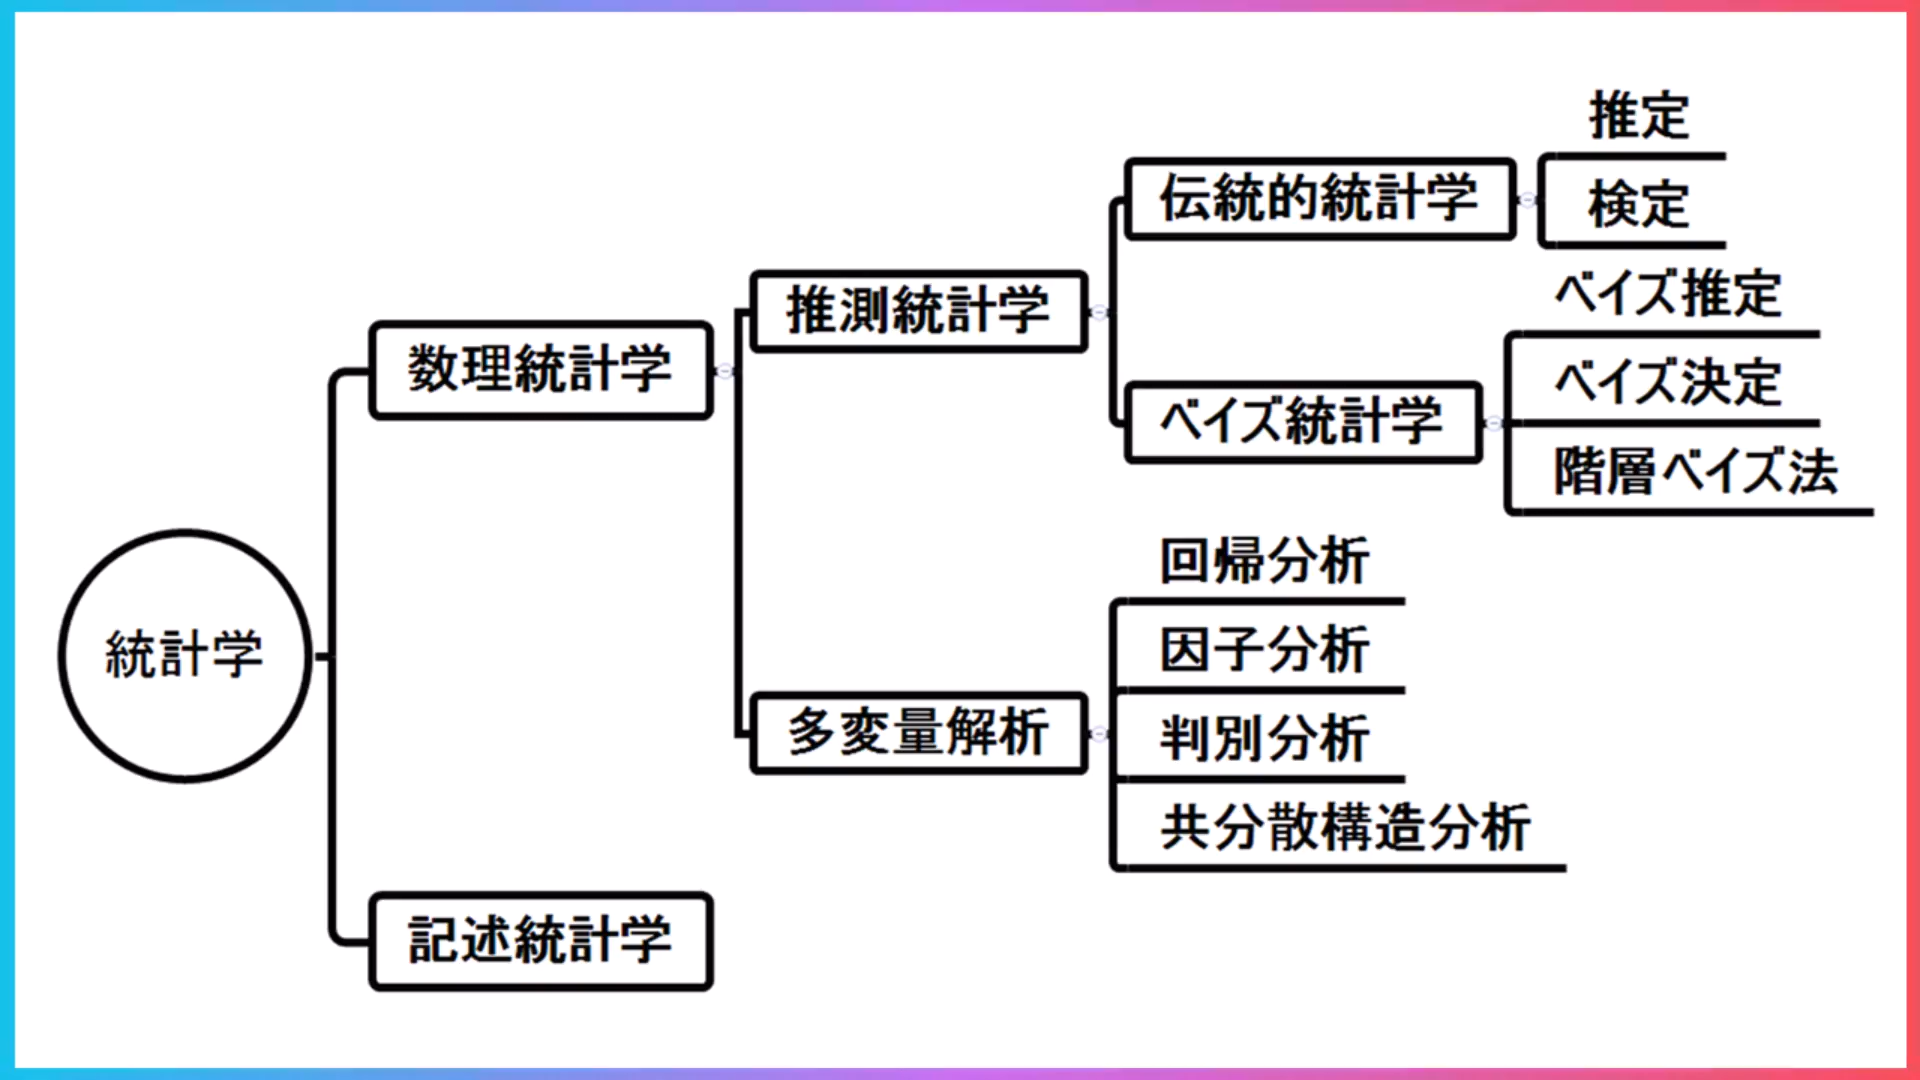 統計学
数理統計学
推測統計学
伝統的統計学
推定
検定
ベイズ統計学
ベイズ推定
ベイズ決定
階層ベイズ法
多変量解析
回帰分析
因子分析
判別分析
共分散構造分析
記述統計学